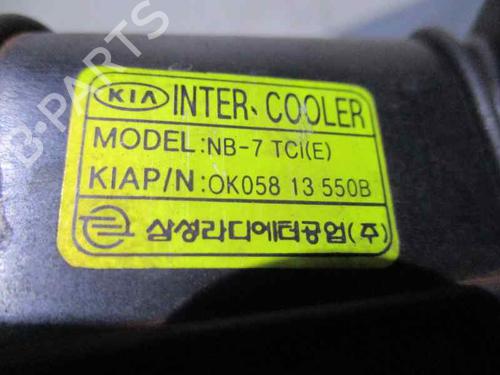 KIA INTER-COOLER
MODEL:NB-7 TCI(E)
KIAP/N:OK058 13 550B
삼성라디에터공업(주)
B-PARTS